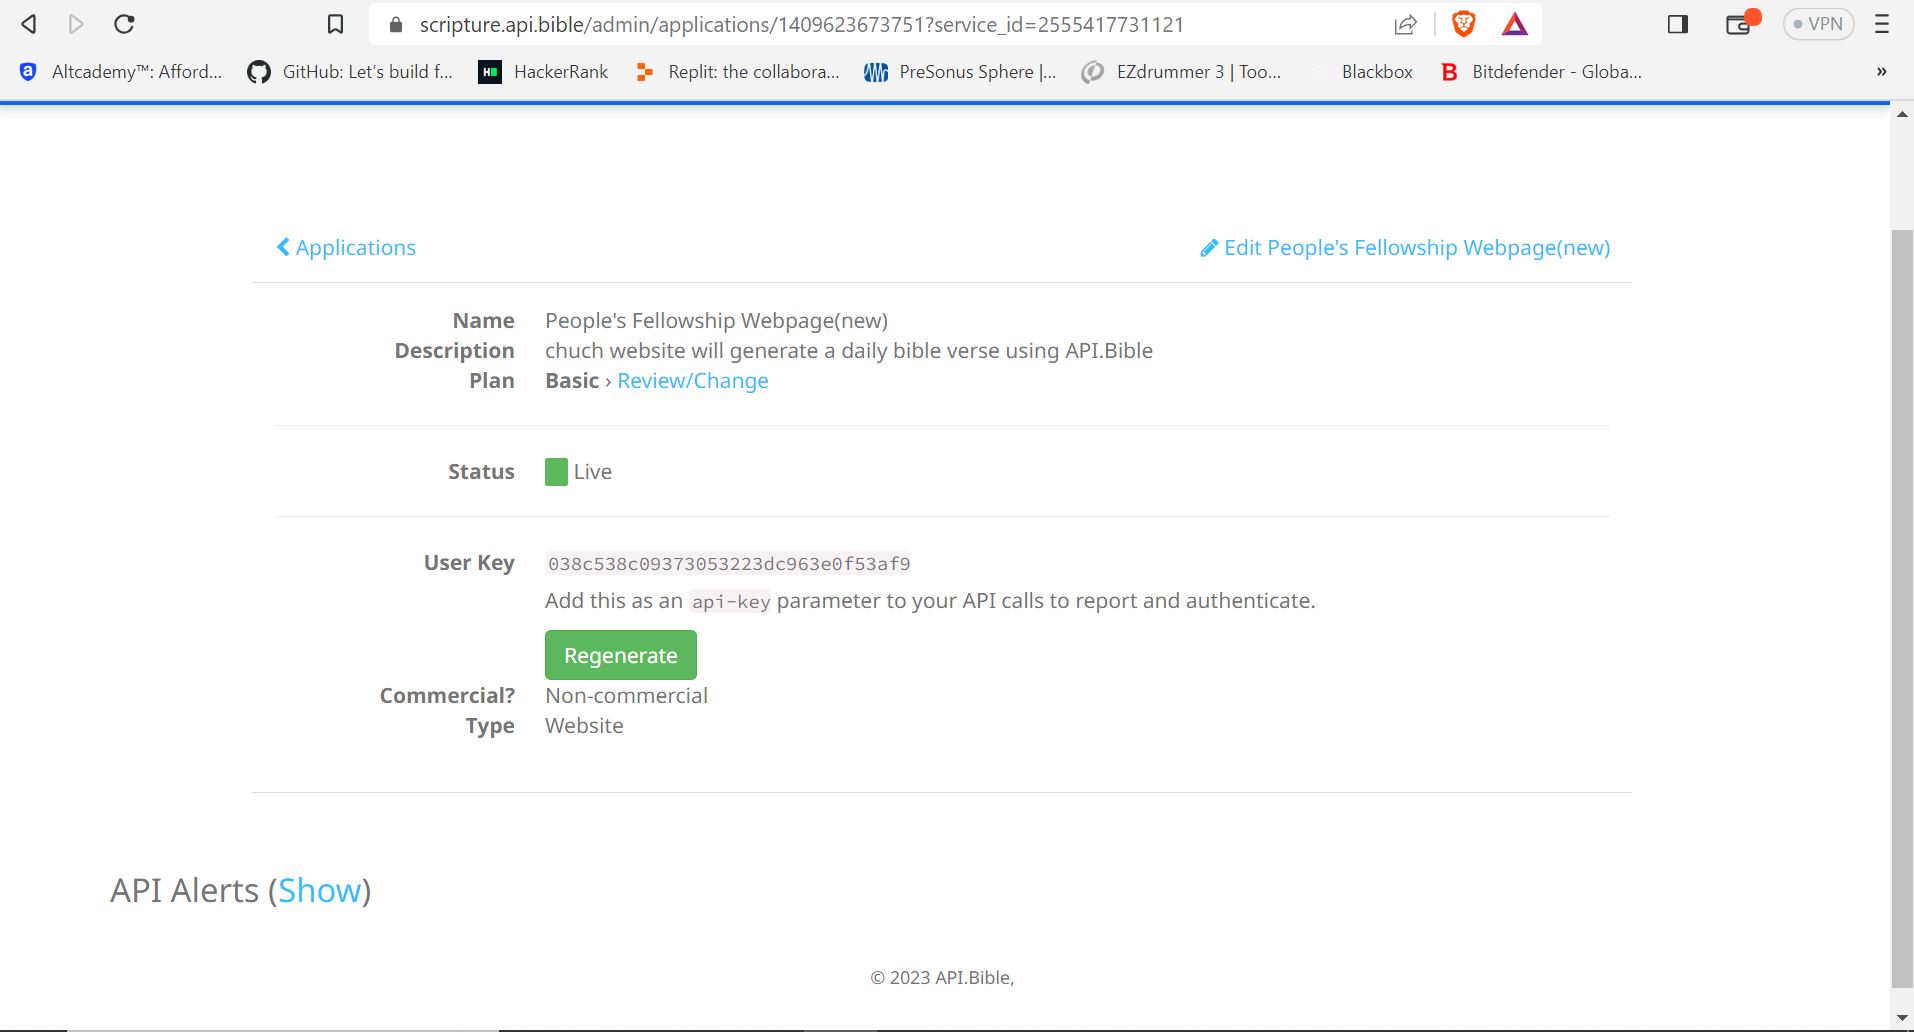 scripture.api.bible/admin/applications/1409623673751?service_id=2555417731121
VPN
Altcademy™: Afford... GitHub: Let's build f... HackerRank Replit: the collabora... PreSonus Sphere |... EZdrummer 3 | Too... Blackbox Bitdefender - Globa... »
Applications
Edit People's Fellowship Webpage(new)
Name People's Fellowship Webpage(new)
Description chuch website will generate a daily bible verse using API.Bible
Plan Basic › Review/Change
Status Live
User Key 038c538c09373053223dc963e0f53af9
Add this as an api-key parameter to your API calls to report and authenticate.
Regenerate
Commercial? Non-commercial
Type Website
API Alerts (Show)
© 2023 API.Bible,